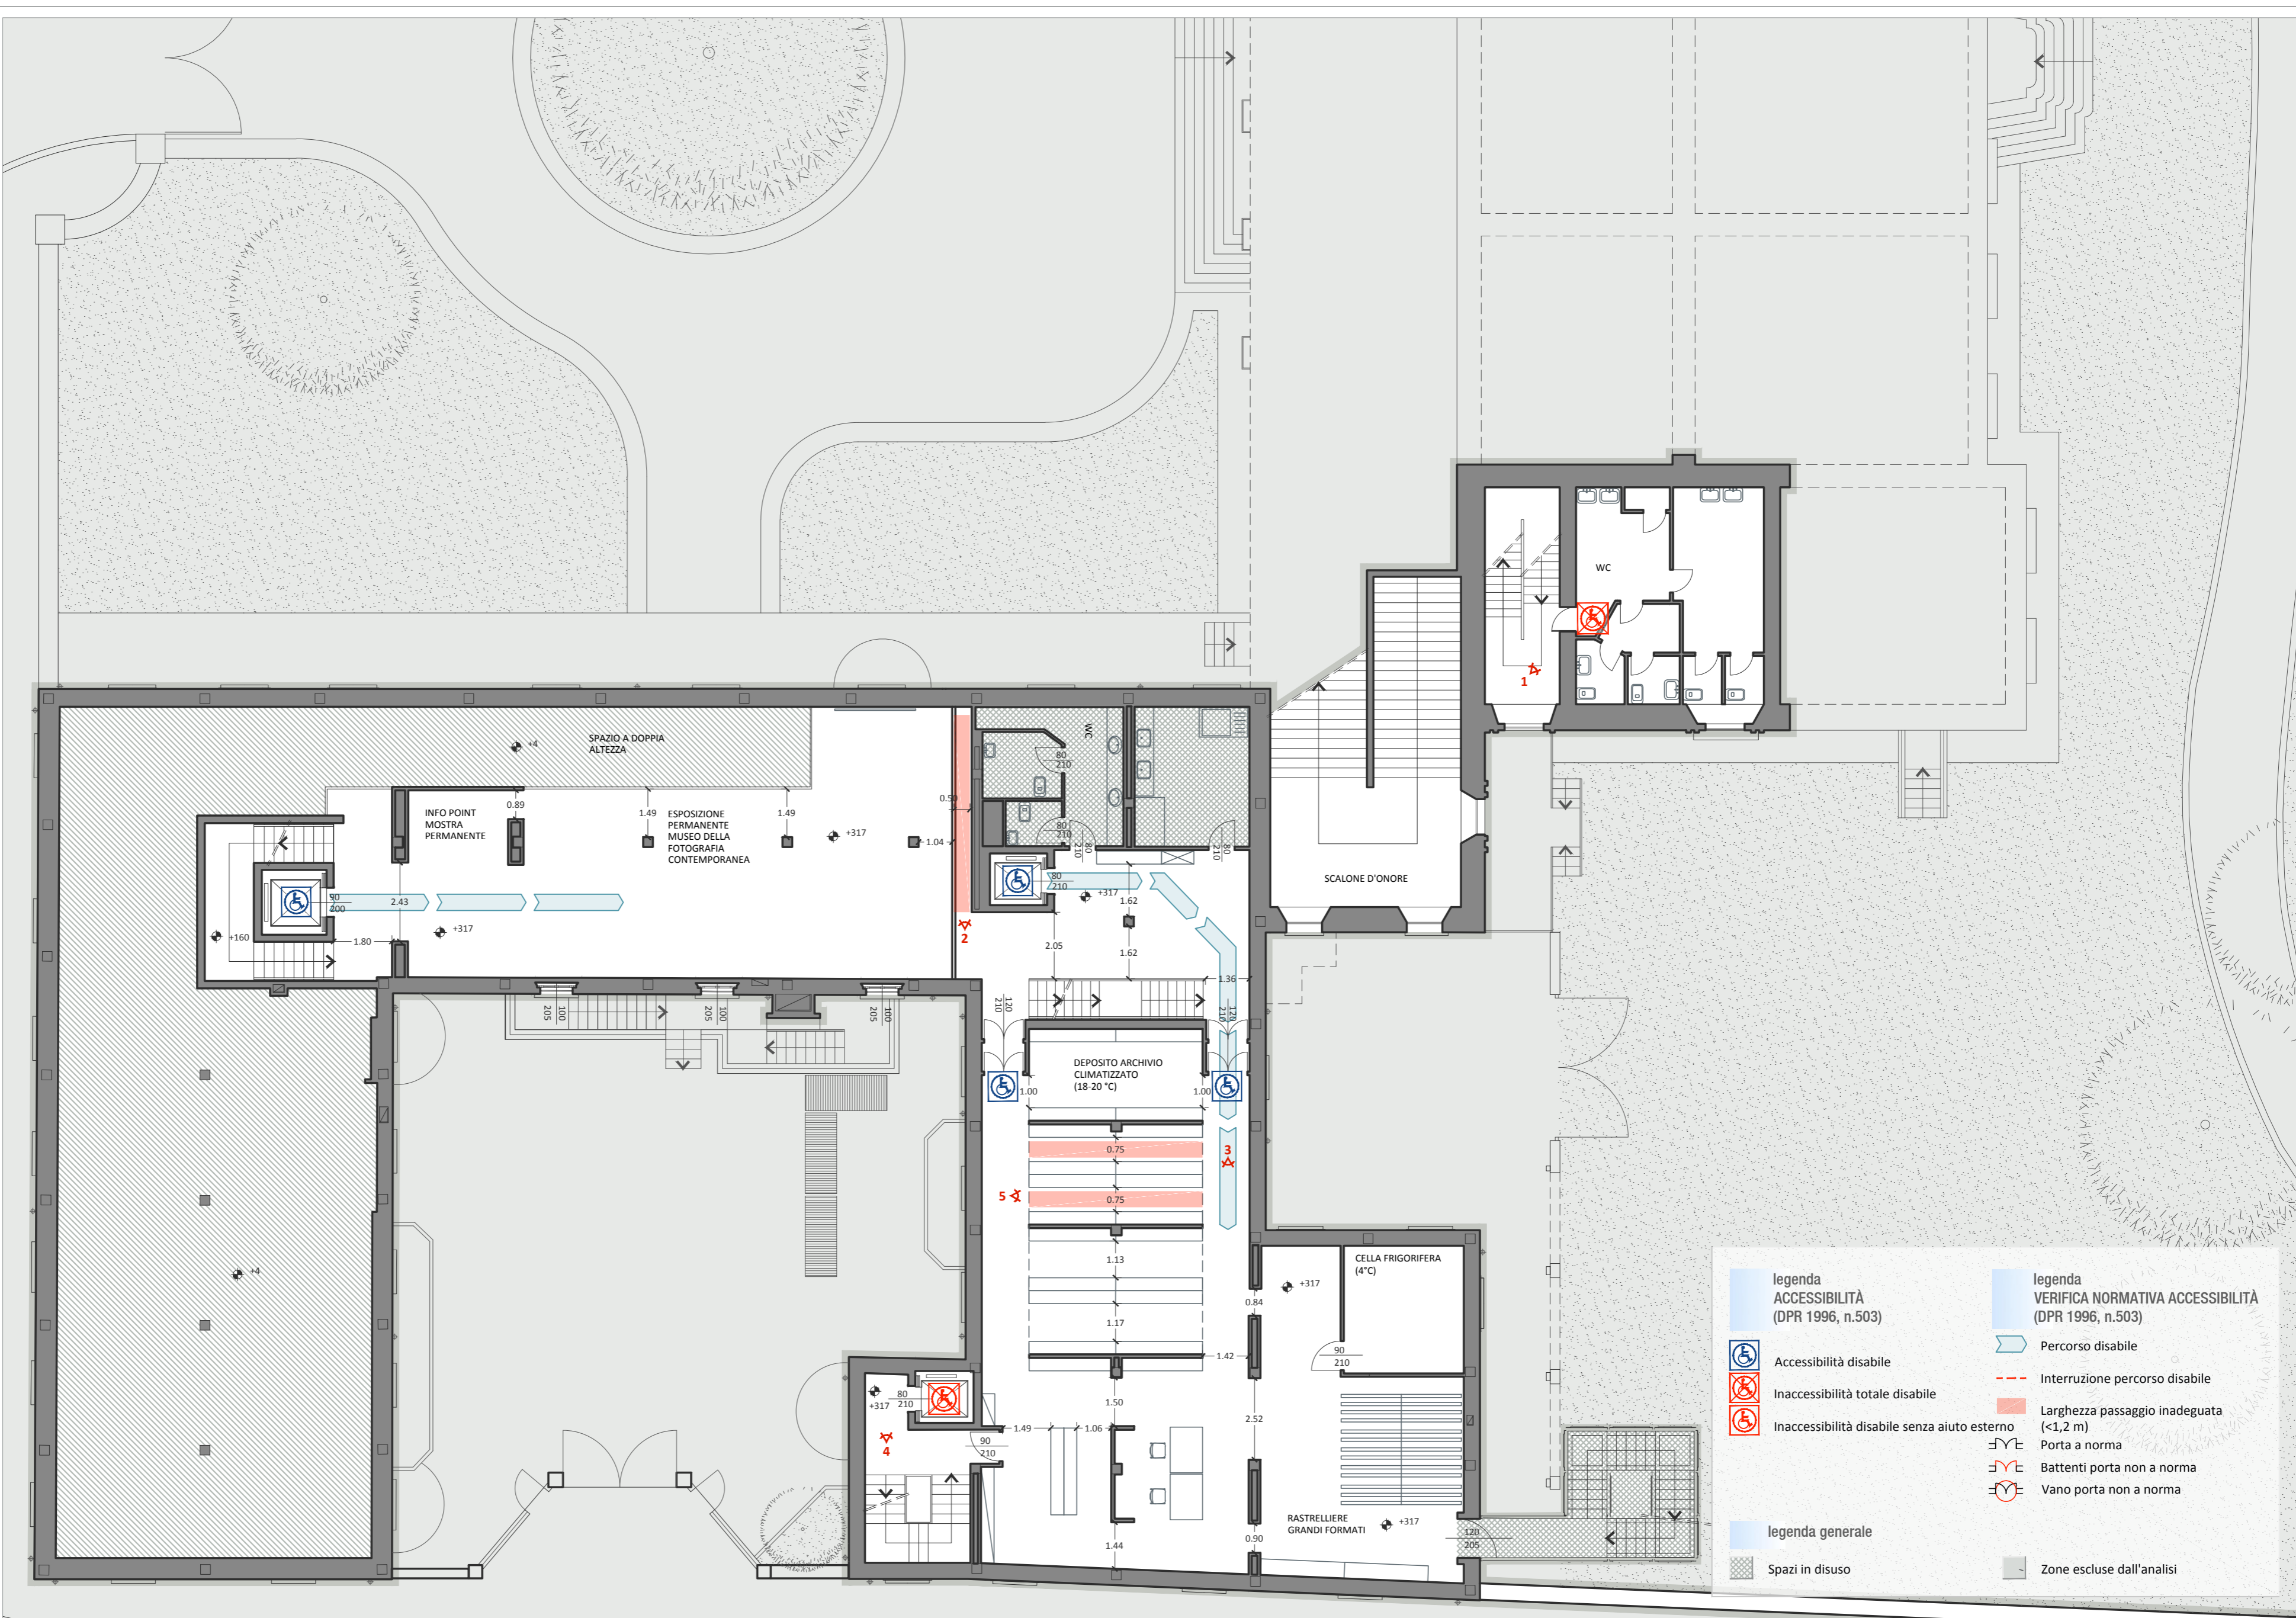 WC
1
SPAZIO A DOPPIA
ALTEZZA
+4
WC
80
210
0.50
INFO POINT
MOSTRA
PERMANENTE
0.89
1.49
ESPOSIZIONE
PERMANENTE
MUSEO DELLA
FOTOGRAFIA
CONTEMPORANEA
1.49
+317
1.04
80
210
80
210
80
210
SCALONE D'ONORE
90
200
2.43
80
210
+317
1.62
+160
1.80
+317
2
2.05
1.62
1.36
205
100
205
100
205
100
210
120
210
120
DEPOSITO ARCHIVIO
CLIMATIZZATO
(18-20 °C)
1.00
1.00
0.75
3
5
0.75
+4
1.13
1.17
CELLA FRIGORIFERA
(4°C)
+317
0.84
1.42
90
210
+317
80
210
1.50
1.49
1.06
2.52
4
90
210
RASTRELLIERE
GRANDI FORMATI
+317
1.44
0.90
120
205
legenda
ACCESSIBILITÀ
(DPR 1996, n.503)
Accessibilità disabile
Inaccessibilità totale disabile
Inaccessibilità disabile senza aiuto esterno
legenda
VERIFICA NORMATIVA ACCESSIBILITÀ
(DPR 1996, n.503)
Percorso disabile
Interruzione percorso disabile
Larghezza passaggio inadeguata
(<1,2 m)
Porta a norma
Battenti porta non a norma
Vano porta non a norma
legenda generale
Spazi in disuso
Zone escluse dall'analisi